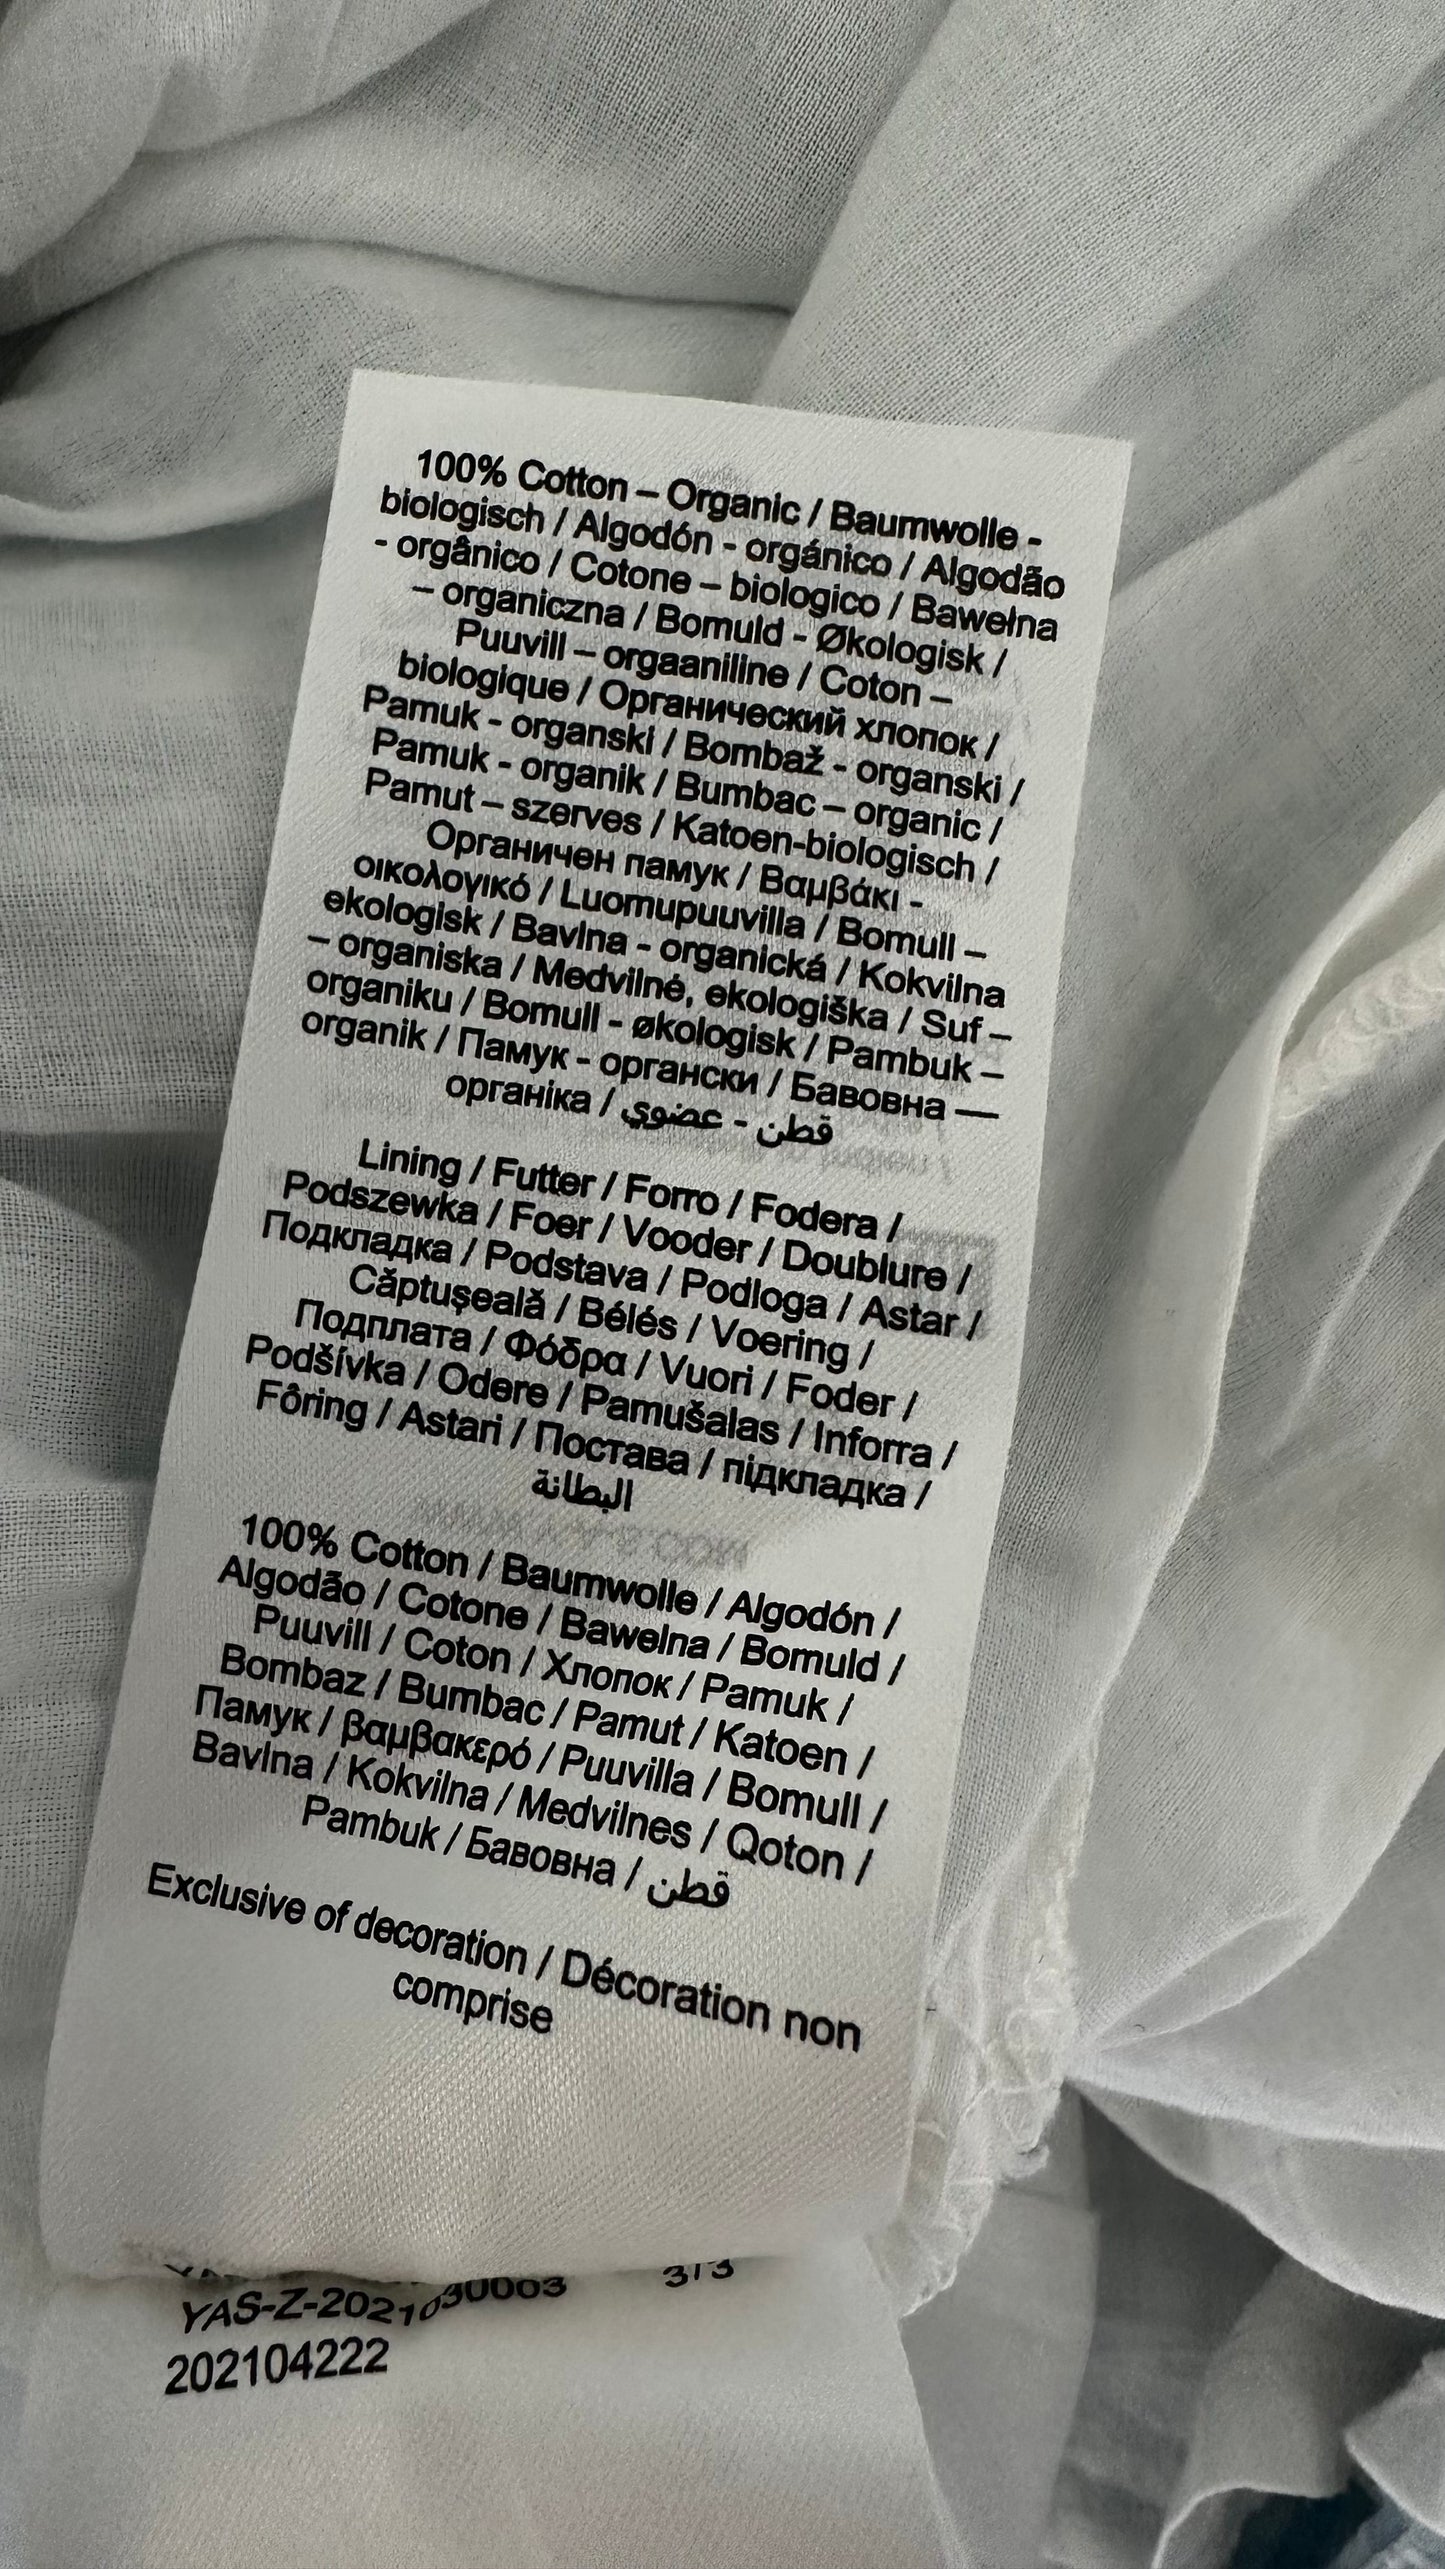 100% Cotton – Organic / Baumwolle -
biologisch / Algodón - orgánico / Algodão
- orgânico / Cotone – biologico / Bawełna
– organiczna / Bomuld - Økologisk /
Puuvill – orgaaniline / Coton –
biologique / Органический хлопок /
Pamuk - organski / Bombaž - organski /
Pamuk - organik / Bumbac – organic /
Pamut – szerves / Katoen-biologisch /
Органичен памук / Βαμβάκι -
οικολογικό / Luomupuuvilla / Bomull –
ekologisk / Bavlna - organická / Kokvilna
– organiska / Medvilnė, ekologiška / Suf –
organiku / Bomull - økologisk / Pambuk –
organik / Памук - органски / Бавовна —
органіка / قطن - عضوي
Lining / Futter / Forro / Fodera /
Podszewka / Foer / Vooder / Doublure /
Подкладка / Podstava / Podloga / Astar /
Căptușeală / Bélés / Voering /
Подплата / Φόδρα / Vuori / Foder /
Podšívka / Odere / Pamušalas / Inforra /
Fôring / Astari / Постава / підкладка /
البطانة
100% Cotton / Baumwolle / Algodón /
Algodão / Cotone / Bawełna / Bomuld /
Puuvill / Coton / Хлопок / Pamuk /
Bombaz / Bumbac / Pamut / Katoen /
Памук / βαμβακερό / Puuvilla / Bomull /
Bavlna / Kokvilna / Medvilnes / Qoton /
Pambuk / Бавовна / قطن
Exclusive of decoration / Décoration non
comprise
3/3
YAS-Z-2021030003
202104222